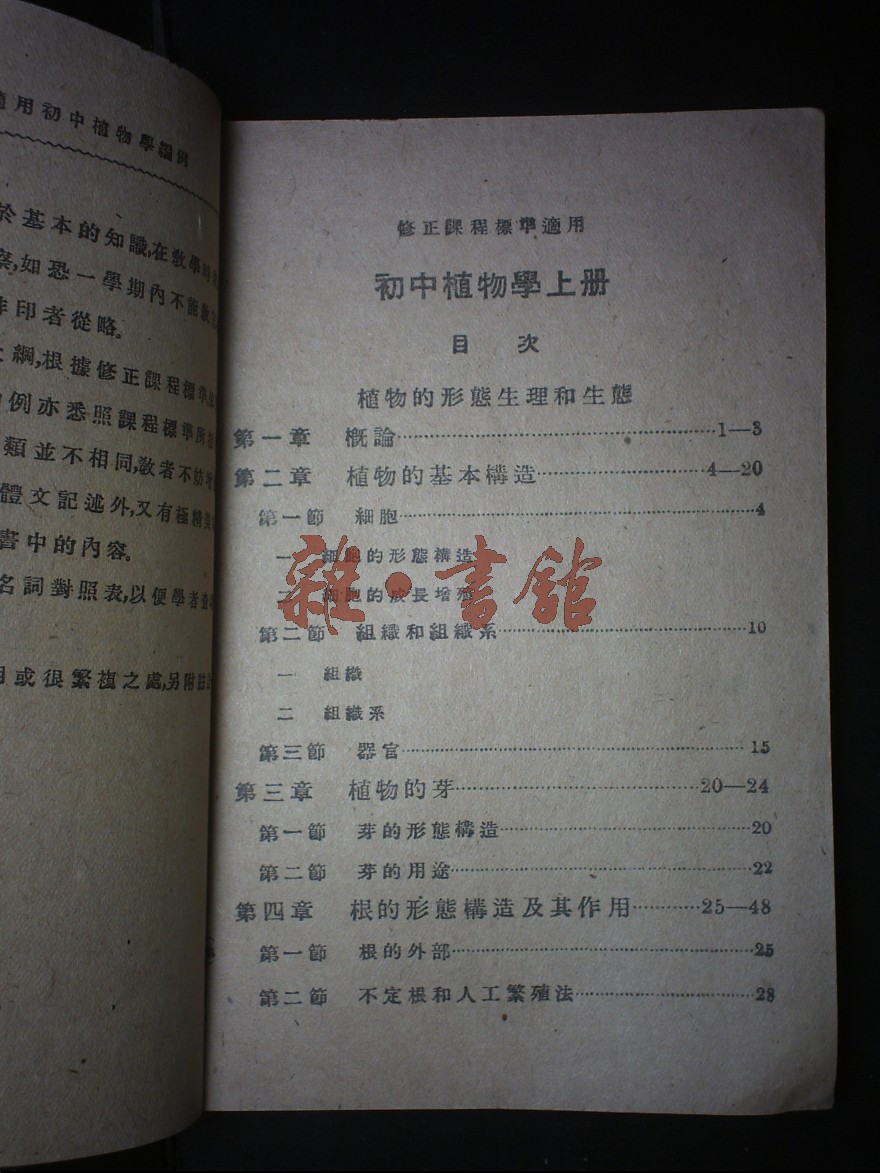 適用初中植物學編例
於基本的知識,在敎學時
察,如恐一學期內不能敎完
排印者從略。
大綱,根據修正課程標準
例亦悉照課程標準所
類並不相同,敎者不妨增
體文記述外,又有極精美
書中的內容。
名詞對照表,以便學者查
用或很繁複之處,另附註
修正課程標準適用
初中植物學上册
目 次
植物的形態生理和生態
第一章 概論⋯⋯1—3
第二章 植物的基本構造⋯⋯4—20
第一節 細胞⋯⋯4
一 細胞的形態構造
二 細胞的成長增殖
第二節 組織和組織系⋯⋯10
一 組織
二 組織系
第三節 器官⋯⋯15
第三章 植物的芽⋯⋯20—24
第一節 芽的形態構造⋯⋯20
第二節 芽的用途⋯⋯22
第四章 根的形態構造及其作用⋯⋯25—48
第一節 根的外部⋯⋯25
第二節 不定根和人工繁殖法⋯⋯28
雜·書館